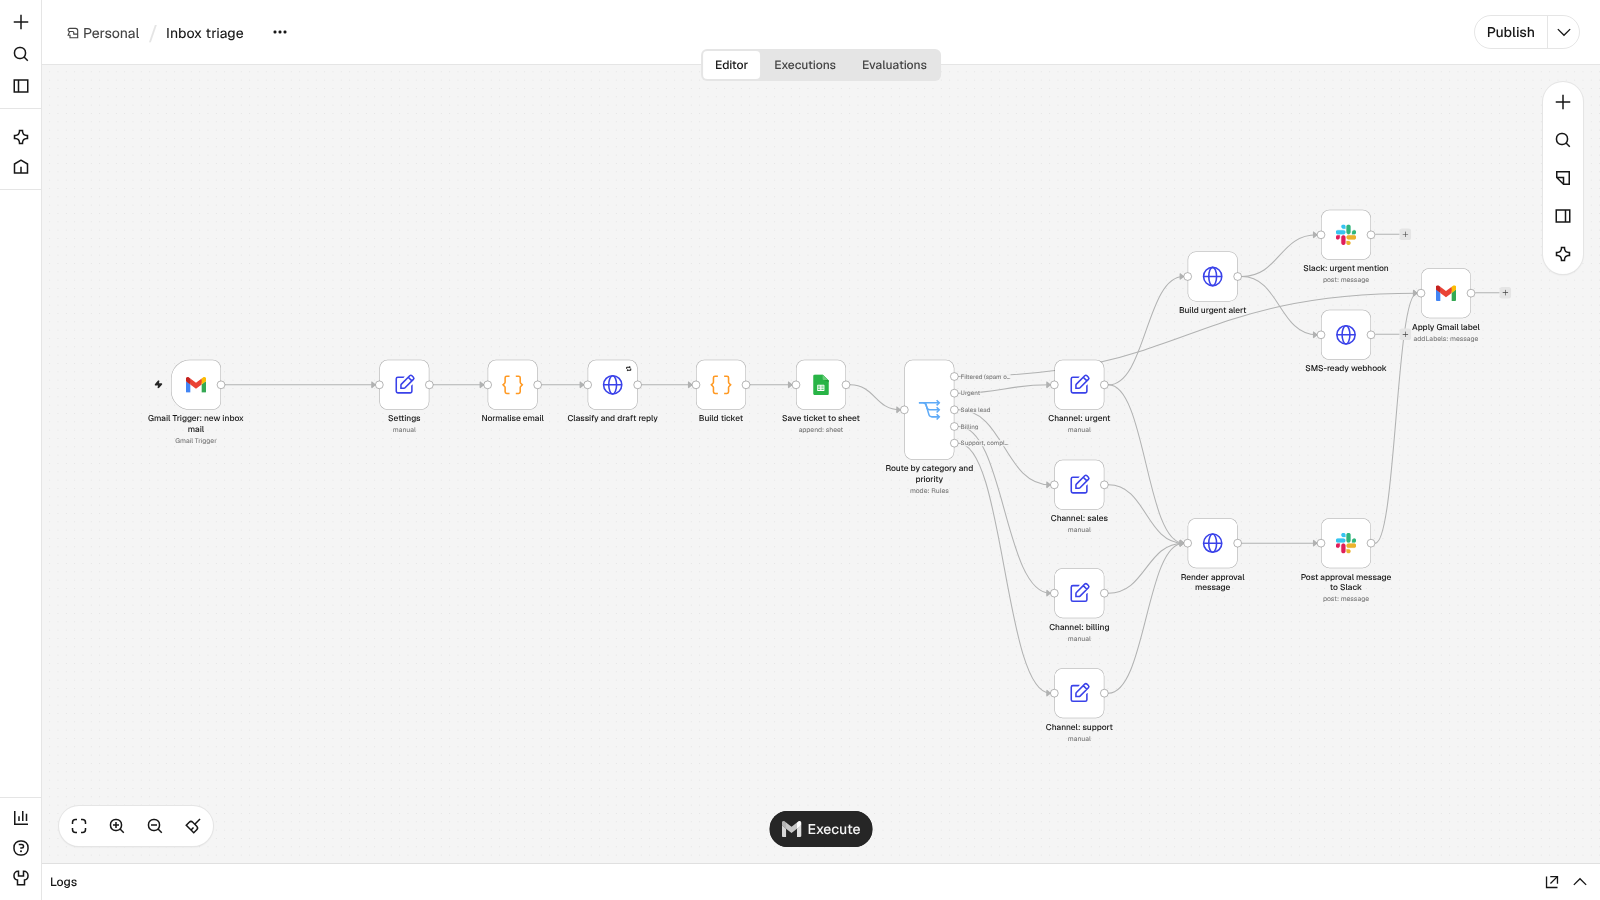 Personal / Inbox triage
Publish
Editor
Executions
Evaluations
Slack: urgent mention
post: message
Build urgent alert
Apply Gmail label
addLabels: message
SMS-ready webhook
Gmail Trigger: new inbox
mail
Gmail Trigger
Settings
manual
Normalise email
Classify and draft reply
Build ticket
Save ticket to sheet
append: sheet
Filtered (spam o...
Urgent
Sales lead
Billing
Support, compl...
Route by category and
priority
mode: Rules
Channel: urgent
manual
Channel: sales
manual
Render approval
message
Post approval message
to Slack
post: message
Channel: billing
manual
Channel: support
manual
Execute
Logs